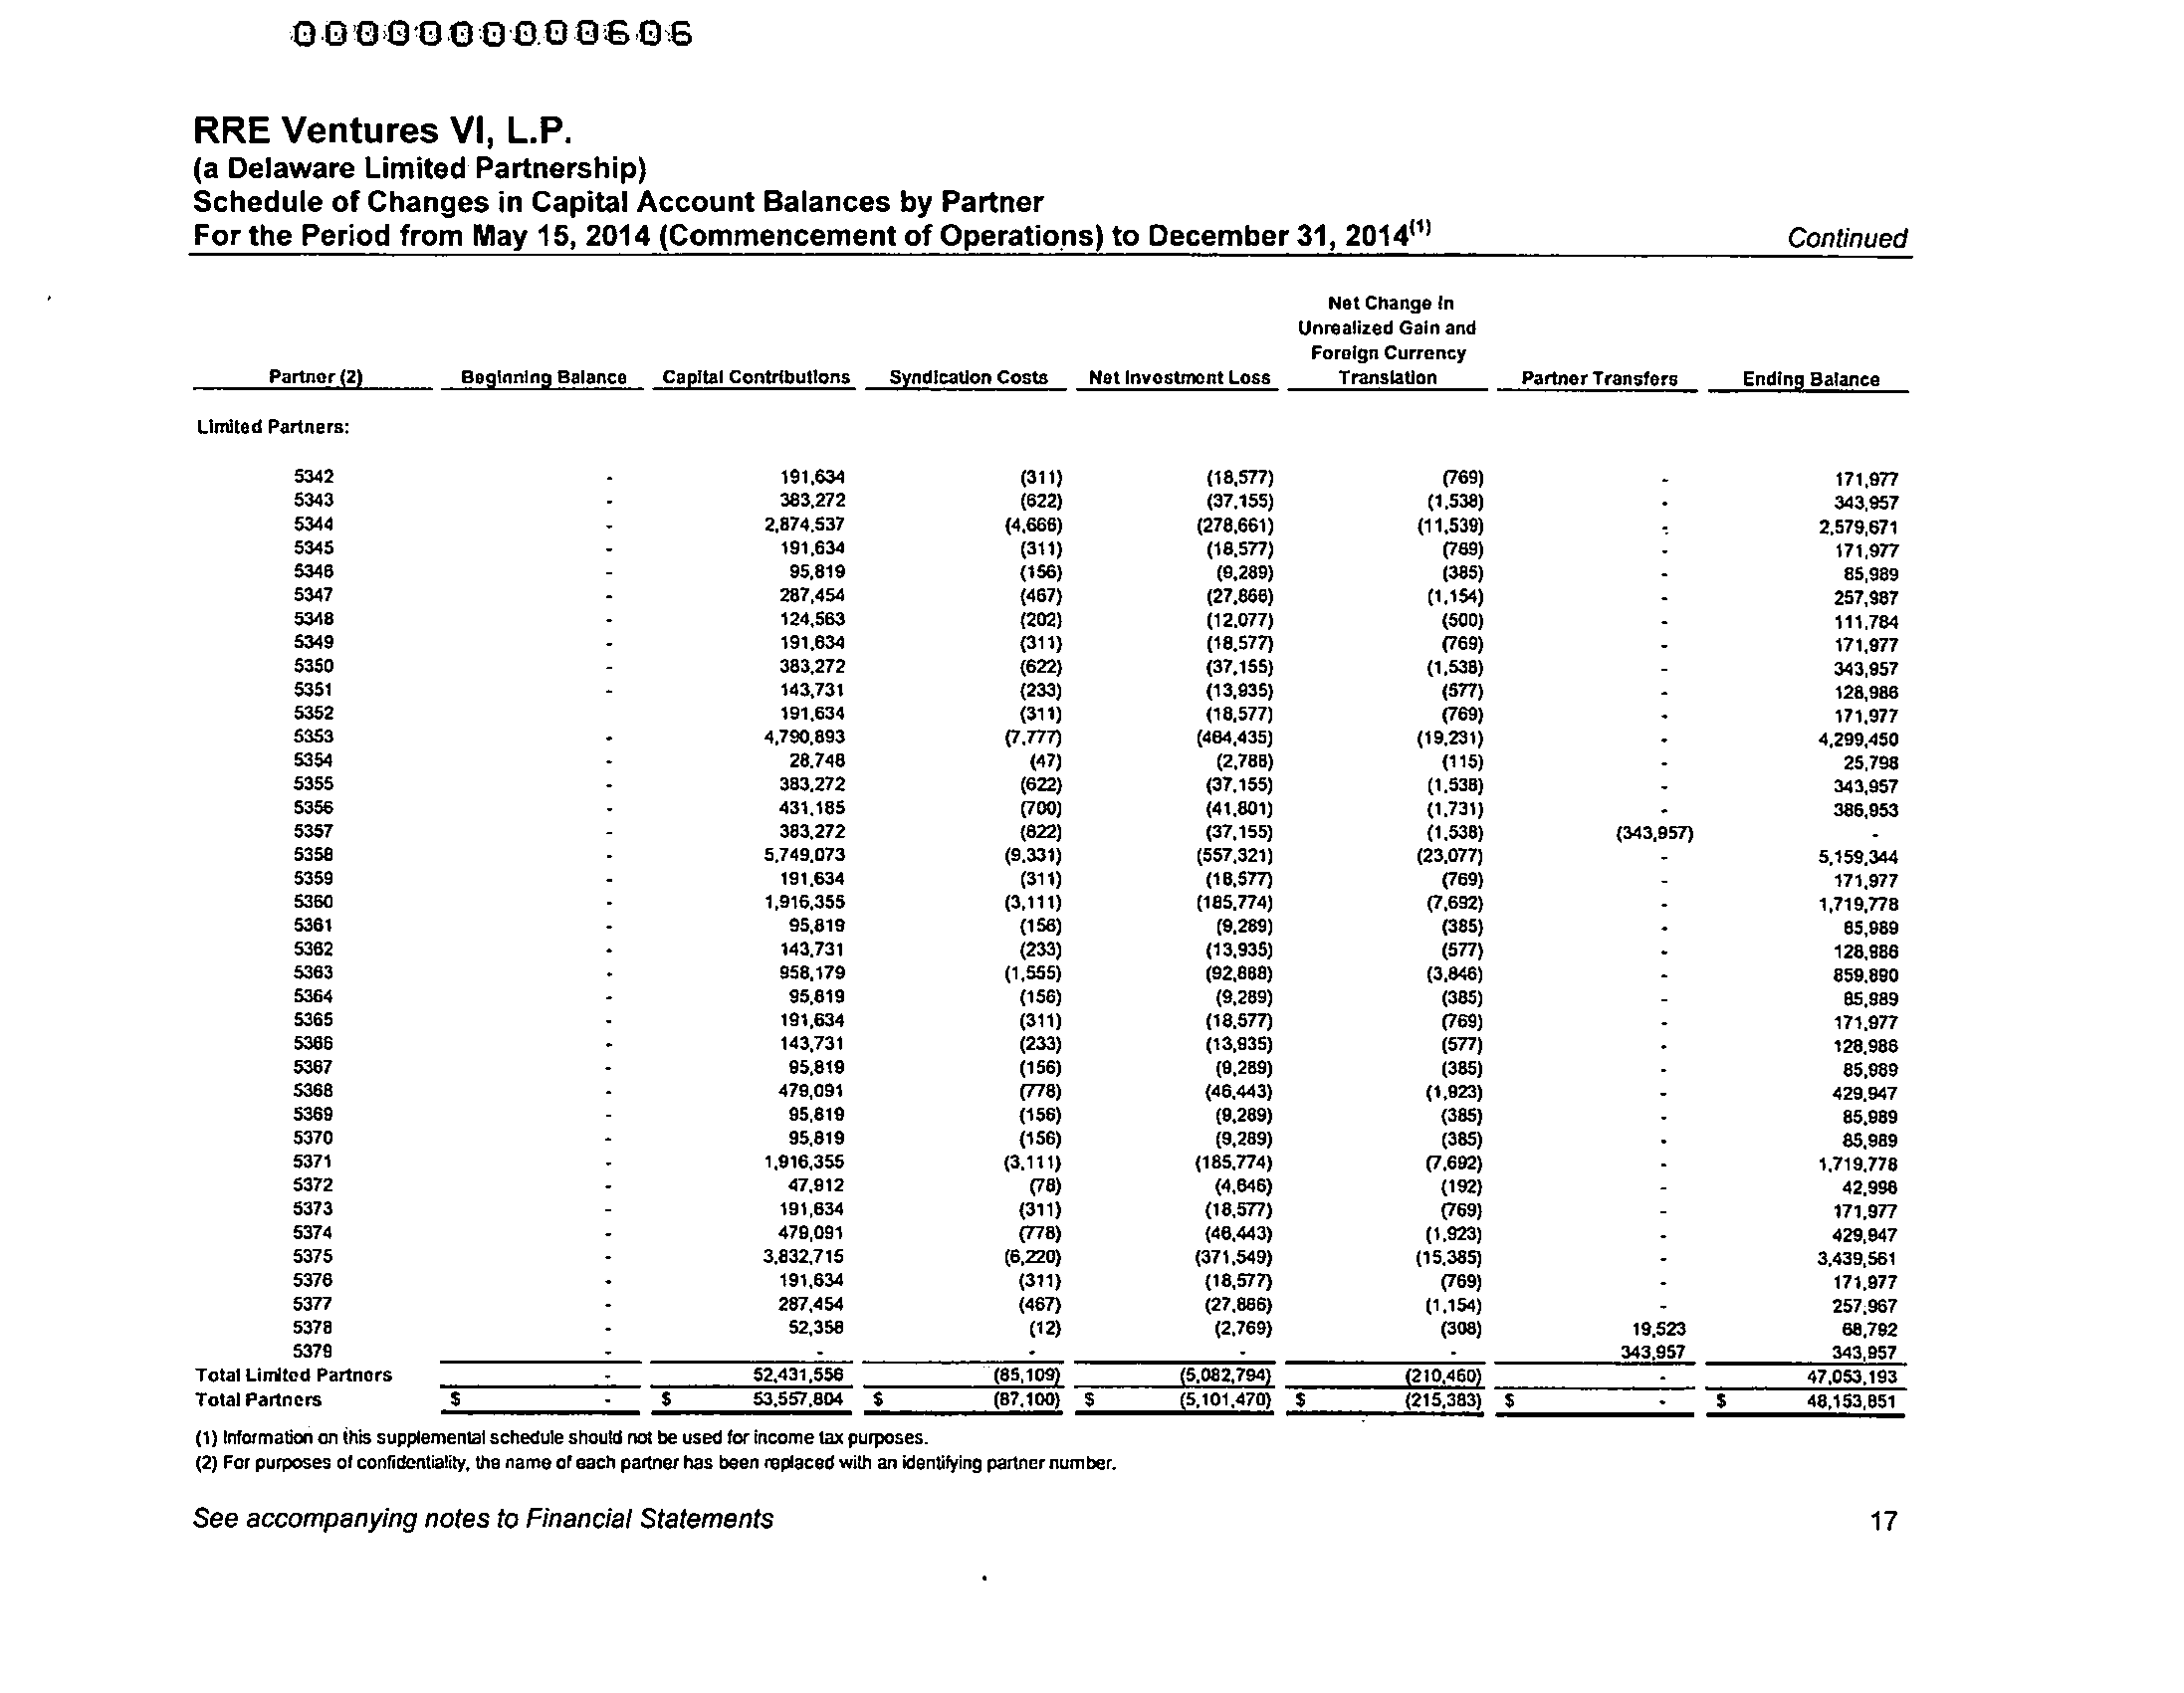 0000000000606
RRE Ventures VI, L.P.
(a Delaware Limited Partnership)
Schedule of Changes in Capital Account Balances by Partner
For the Period from May 15, 2014 (Commencement of Operations) to December 31, 2014(1) Continued
Net Change in
Unrealized Gain and
Foreign Currency
Partner (2) Beginning Balance Capital Contributions Syndication Costs Net Investment Loss Translation Partner Transfers Ending Balance
Limited Partners:
5342 - 191,634 (311) (18,577) (769) - 171,977
5343 - 383,272 (622) (37,155) (1,538) - 343,957
5344 - 2,874,537 (4,666) (278,661) (11,539) - 2,579,671
5345 - 191,634 (311) (18,577) (769) - 171,977
5346 - 95,819 (156) (9,289) (385) - 85,989
5347 - 287,454 (467) (27,866) (1,154) - 257,967
5348 - 124,563 (202) (12,077) (500) - 111,784
5349 - 191,634 (311) (18,577) (769) - 171,977
5350 - 383,272 (622) (37,155) (1,538) - 343,957
5351 - 143,731 (233) (13,935) (577) - 128,986
5352 - 191,634 (311) (18,577) (769) - 171,977
5353 - 4,790,893 (7,777) (464,435) (19,231) - 4,299,450
5354 - 28,748 (47) (2,788) (115) - 25,798
5355 - 383,272 (622) (37,155) (1,538) - 343,957
5356 - 431,185 (700) (41,801) (1,731) - 386,953
5357 - 383,272 (622) (37,155) (1,538) (343,957) -
5358 - 5,749,073 (9,331) (557,321) (23,077) - 5,159,344
5359 - 191,634 (311) (18,577) (769) - 171,977
5360 - 1,916,355 (3,111) (185,774) (7,692) - 1,719,778
5361 - 95,819 (156) (9,289) (385) - 85,989
5362 - 143,731 (233) (13,935) (577) - 128,986
5363 - 958,179 (1,555) (92,888) (3,846) - 859,890
5364 - 95,819 (156) (9,289) (385) - 85,989
5365 - 191,634 (311) (18,577) (769) - 171,977
5366 - 143,731 (233) (13,935) (577) - 128,986
5367 - 95,819 (156) (9,289) (385) - 85,989
5368 - 479,091 (778) (46,443) (1,923) - 429,947
5369 - 95,819 (156) (9,289) (385) - 85,989
5370 - 95,819 (156) (9,289) (385) - 85,989
5371 - 1,916,355 (3,111) (185,774) (7,692) - 1,719,778
5372 - 47,912 (78) (4,646) (192) - 42,996
5373 - 191,634 (311) (18,577) (769) - 171,977
5374 - 479,091 (778) (46,443) (1,923) - 429,947
5375 - 3,832,715 (6,220) (371,549) (15,385) - 3,439,561
5376 - 191,634 (311) (18,577) (769) - 171,977
5377 - 287,454 (467) (27,866) (1,154) - 257,967
5378 - 52,358 (12) (2,769) (308) 19,523 68,792
5379 - - - - - 343,957 343,957
Total Limited Partners - 52,431,556 (85,109) (5,082,794) (210,460) - 47,053,193
Total Partners $ - $ 53,557,804 $ (87,100) $ (5,101,470) $ (215,383) $ - $ 48,153,851
(1) Information on this supplemental schedule should not be used for income tax purposes.
(2) For purposes of confidentiality, the name of each partner has been replaced with an identifying partner number.
See accompanying notes to Financial Statements 17